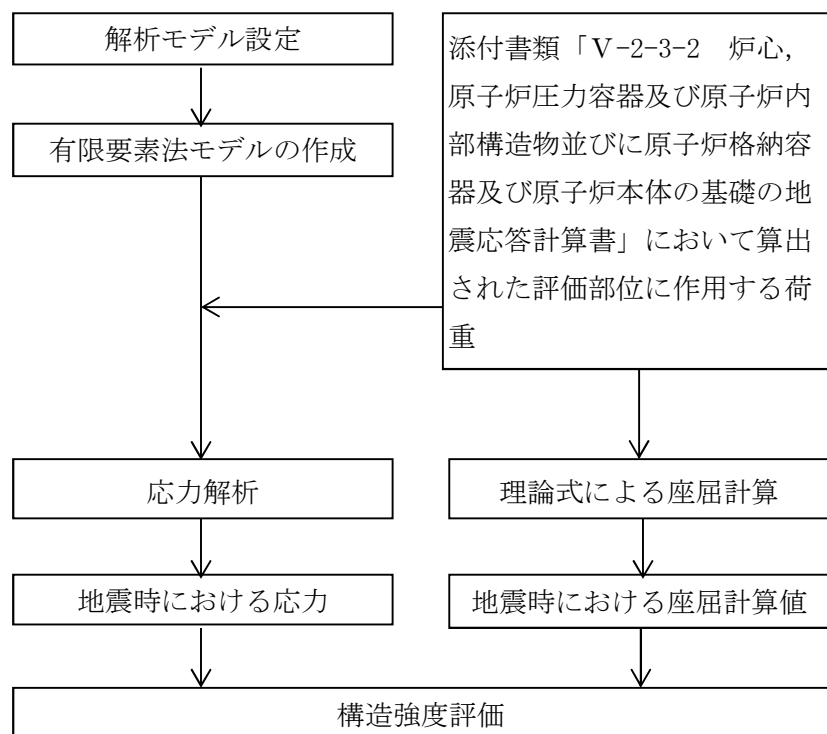 解析モデル設定
有限要素法モデルの作成
添付書類「Ⅴ-2-3-2　炉心,
原子炉圧力容器及び原子炉内
部構造物並びに原子炉格納容
器及び原子炉本体の基礎の地
震応答計算書」において算出
された評価部位に作用する荷
重
応力解析
理論式による座屈計算
地震時における応力
地震時における座屈計算値
構造強度評価